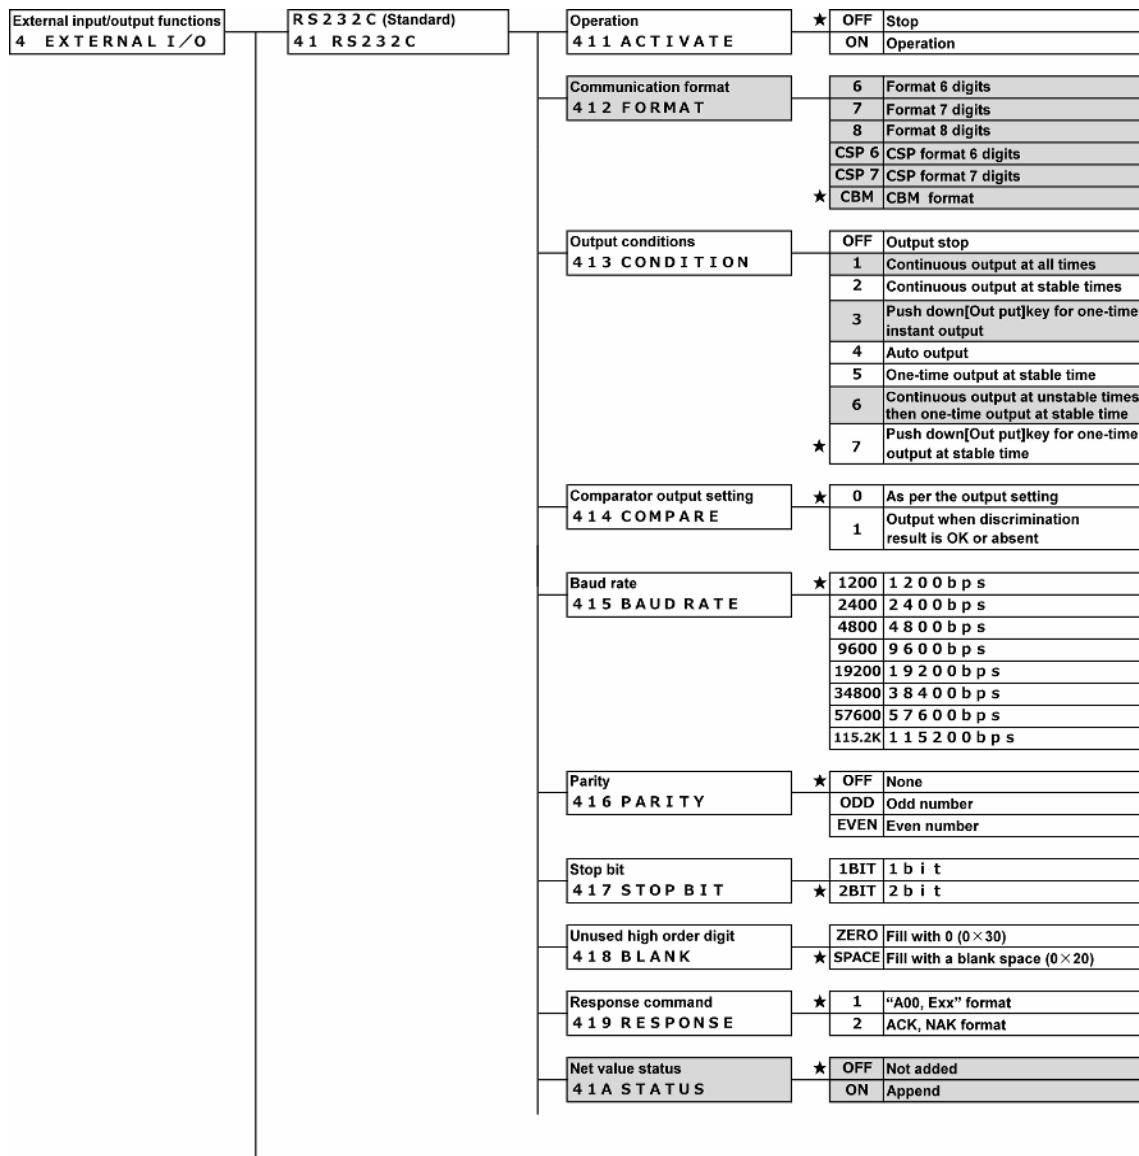 External input/output functions
4 EXTERNAL I/O
RS232C (Standard)
41 RS232C
Operation
411 ACTIVATE
★ OFF Stop
ON Operation
Communication format
412 FORMAT
6 Format 6 digits
7 Format 7 digits
8 Format 8 digits
CSP 6 CSP format 6 digits
CSP 7 CSP format 7 digits
★ CBM CBM format
Output conditions
413 CONDITION
OFF Output stop
1 Continuous output at all times
2 Continuous output at stable times
3 Push down[Out put]key for one-time
instant output
4 Auto output
5 One-time output at stable time
6 Continuous output at unstable times
then one-time output at stable time
★ 7 Push down[Out put]key for one-time
output at stable time
Comparator output setting
414 COMPARE
★ 0 As per the output setting
1 Output when discrimination
result is OK or absent
Baud rate
415 BAUD RATE
★ 1200 1200bps
2400 2400bps
4800 4800bps
9600 9600bps
19200 19200bps
34800 38400bps
57600 57600bps
115.2K 115200bps
Parity
416 PARITY
★ OFF None
ODD Odd number
EVEN Even number
Stop bit
417 STOP BIT
1BIT 1bit
★ 2BIT 2bit
Unused high order digit
418 BLANK
ZERO Fill with 0 (0×30)
★ SPACE Fill with a blank space (0×20)
Response command
419 RESPONSE
★ 1 “A00, Exx” format
2 ACK, NAK format
Net value status
41A STATUS
★ OFF Not added
ON Append